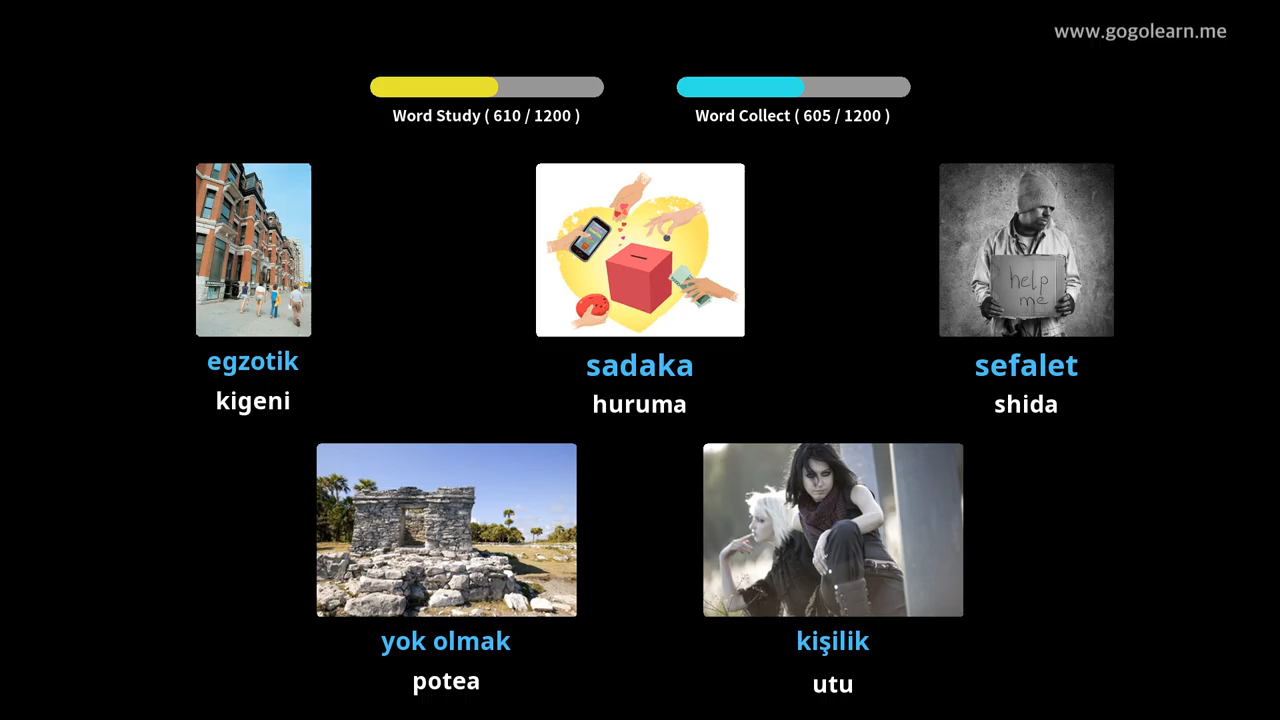 www.gogolearn.me
Word Study ( 610 / 1200 )
Word Collect ( 605 / 1200 )
help
me
egzotik
kigeni
sadaka
huruma
sefalet
shida
yok olmak
potea
kişilik
utu